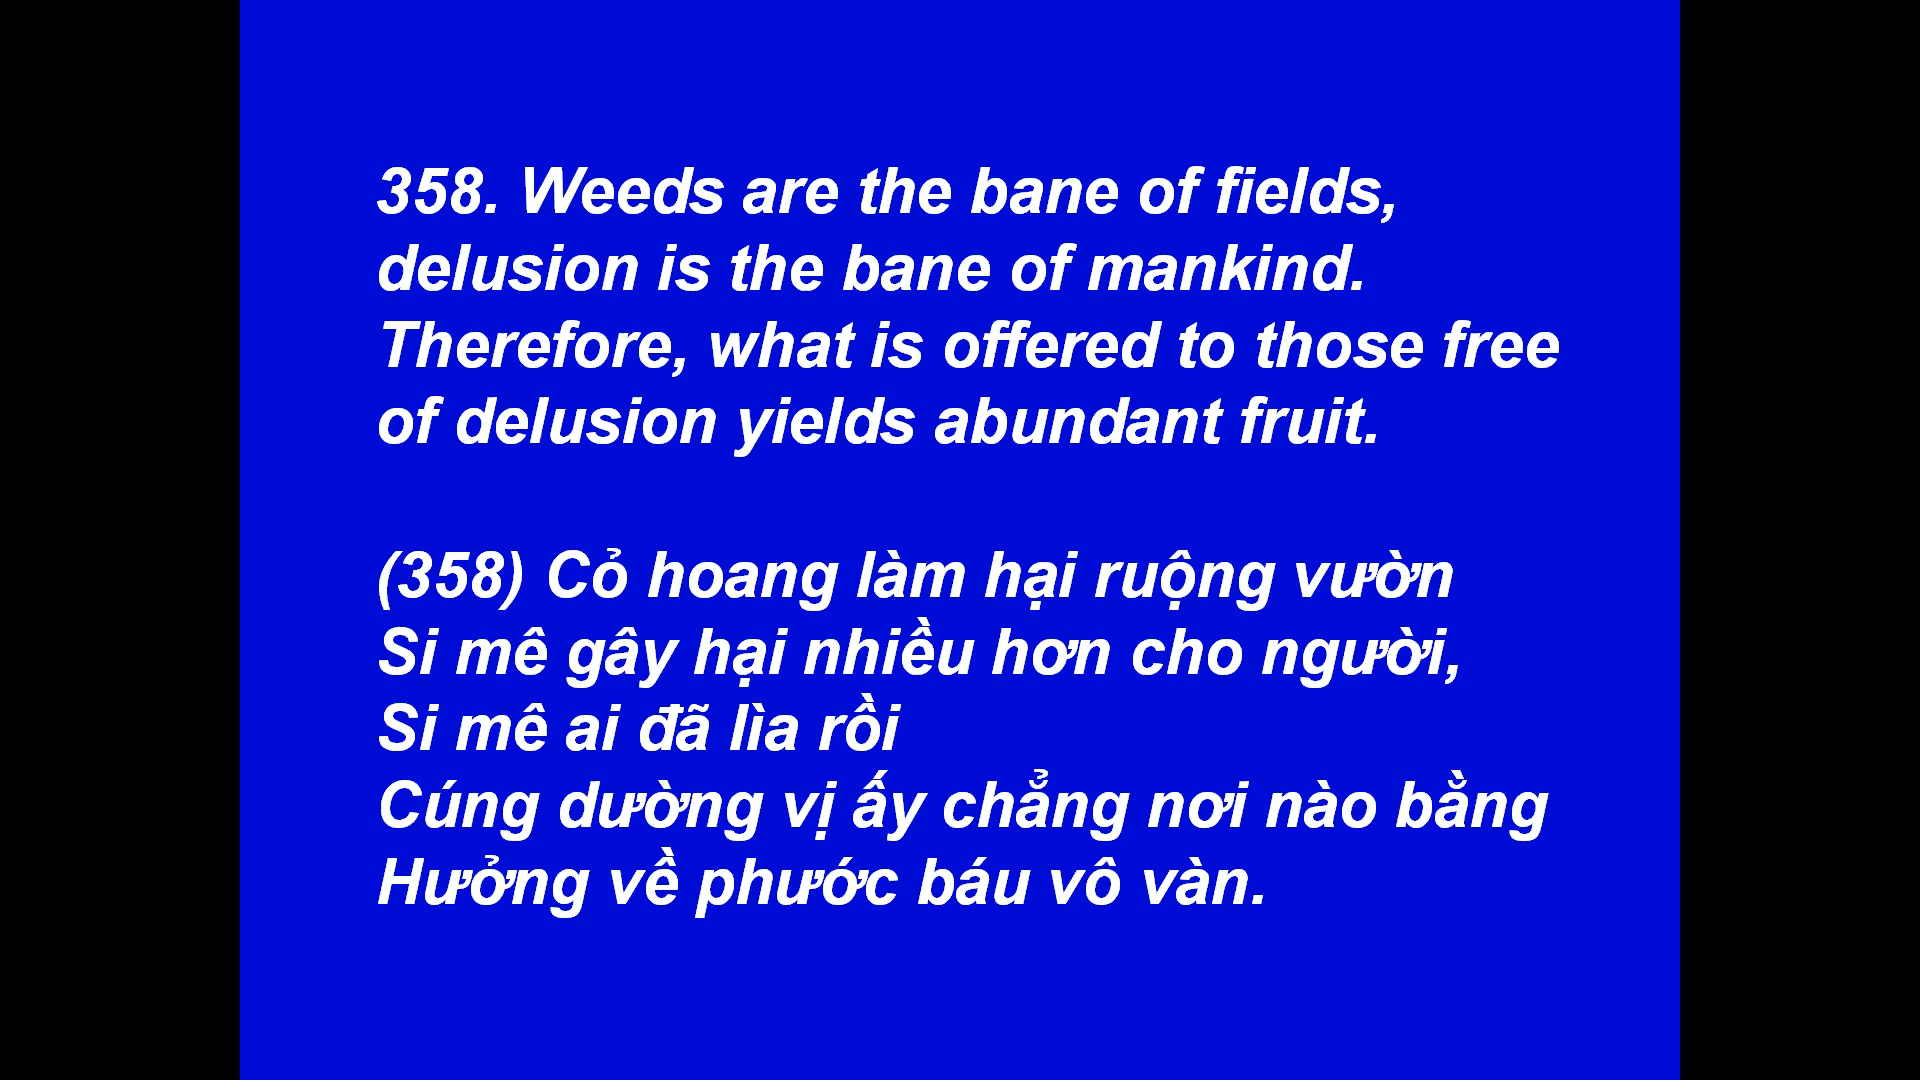 358. Weeds are the bane of fields,
delusion is the bane of mankind.
Therefore, what is offered to those free
of delusion yields abundant fruit.
(358) Cỏ hoang làm hại ruộng vườn
Si mê gây hại nhiều hơn cho người,
Si mê ai đã lìa rồi
Cúng dường vị ấy chẳng nơi nào bằng
Hưởng về phước báu vô vàn.